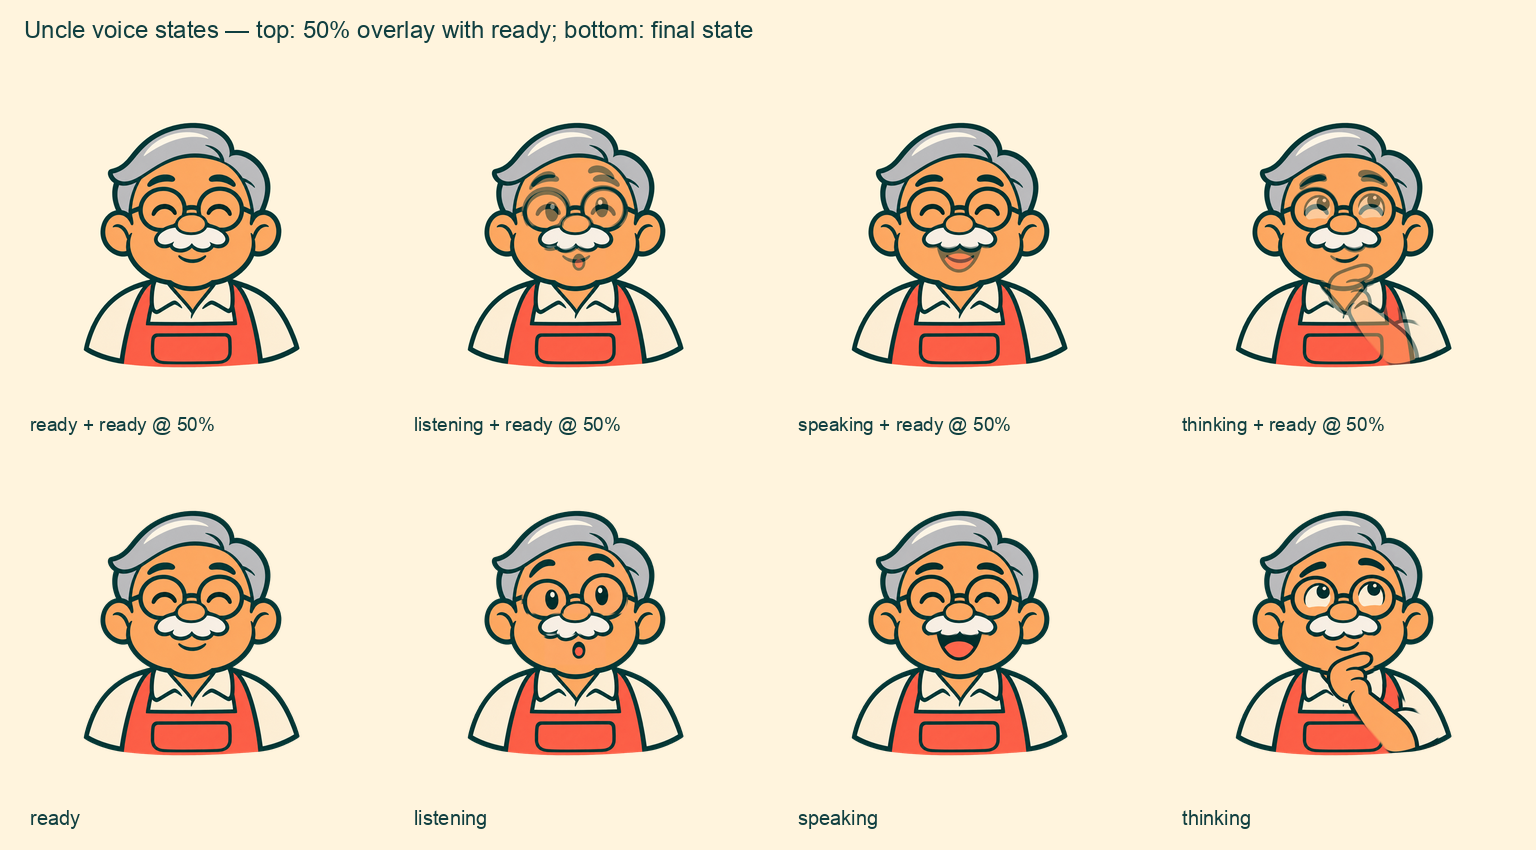 Uncle voice states — top: 50% overlay with ready; bottom: final state
ready + ready @ 50%
listening + ready @ 50%
speaking + ready @ 50%
thinking + ready @ 50%
ready
listening
speaking
thinking